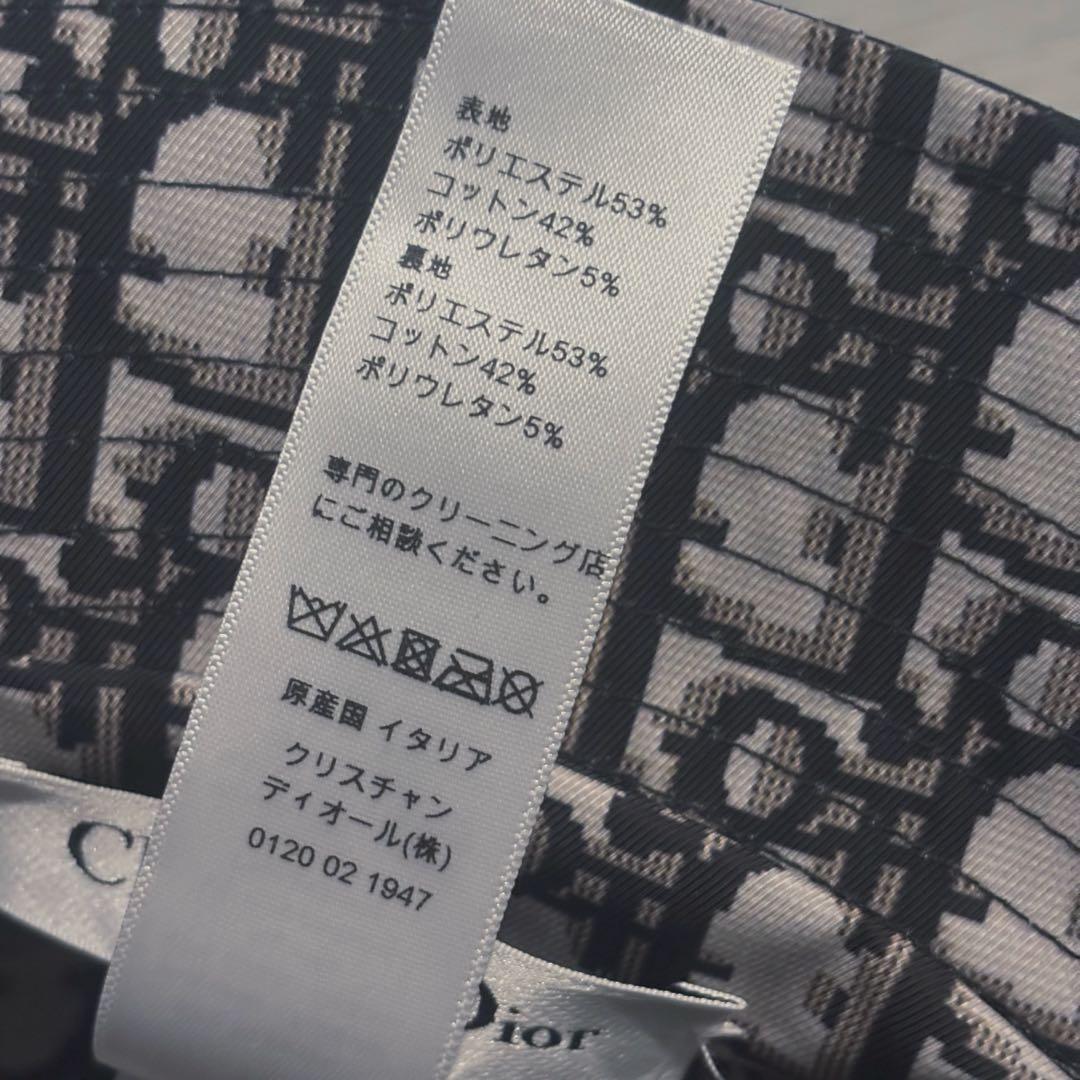 表地
ポリエステル53%
コットン42%
ポリウレタン5%
裏地
ポリエステル53%
コットン42%
ポリウレタン5%
専門のクリーニング店
にご相談ください。
原産国 イタリア
クリスチャン
ディオール(株)
0120 02 1947
Dior